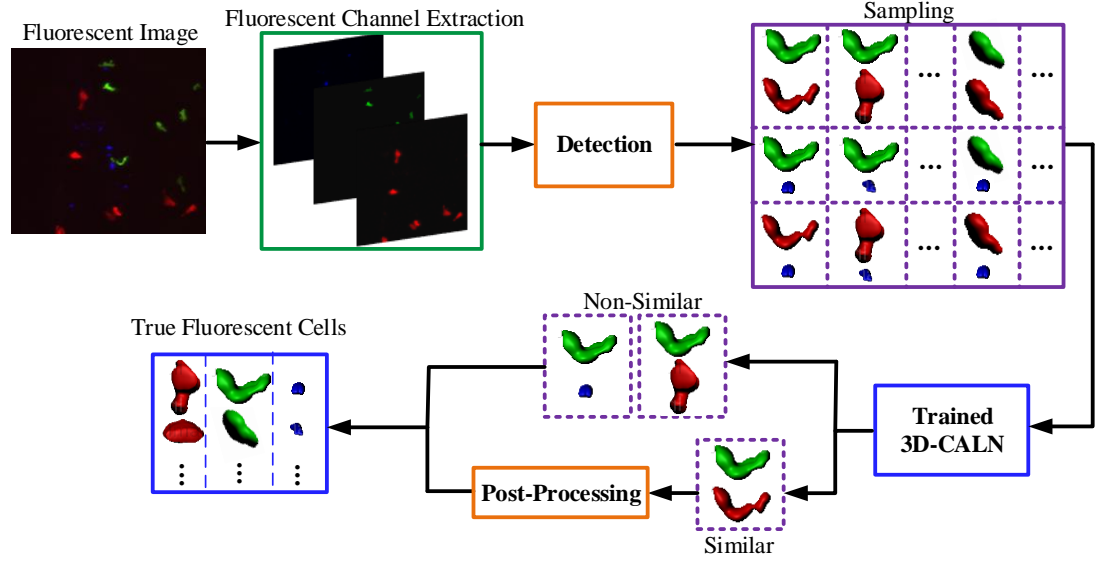 Fluorescent Image
Fluorescent Channel Extraction
Sampling
Detection
...
...
...
...
...
...
Non-Similar
True Fluorescent Cells
Trained
3D-CALN
Post-Processing
Similar